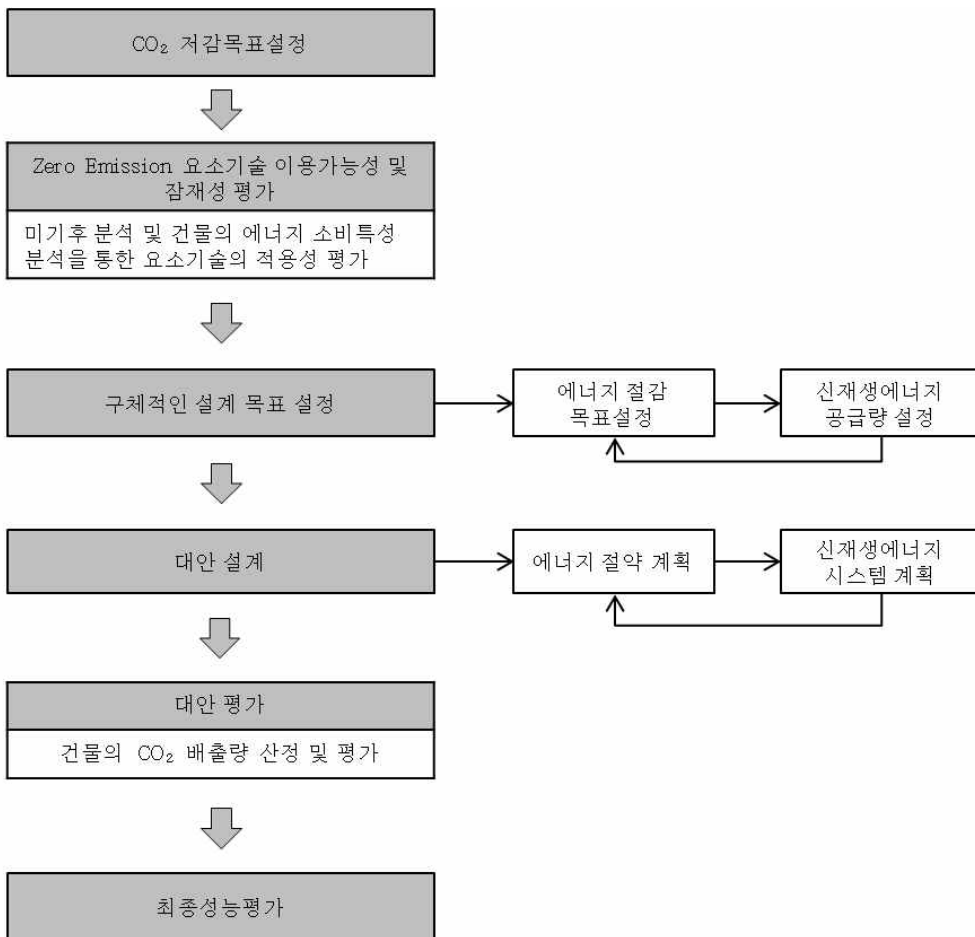 CO₂ 저감목표설정
Zero Emission 요소기술 이용가능성 및
잠재성 평가
미기후 분석 및 건물의 에너지 소비특성
분석을 통한 요소기술의 적용성 평가
구체적인 설계 목표 설정
에너지 절감
목표설정
신재생에너지
공급량 설정
대안 설계
에너지 절약 계획
신재생에너지
시스템 계획
대안 평가
건물의 CO₂ 배출량 산정 및 평가
최종성능평가